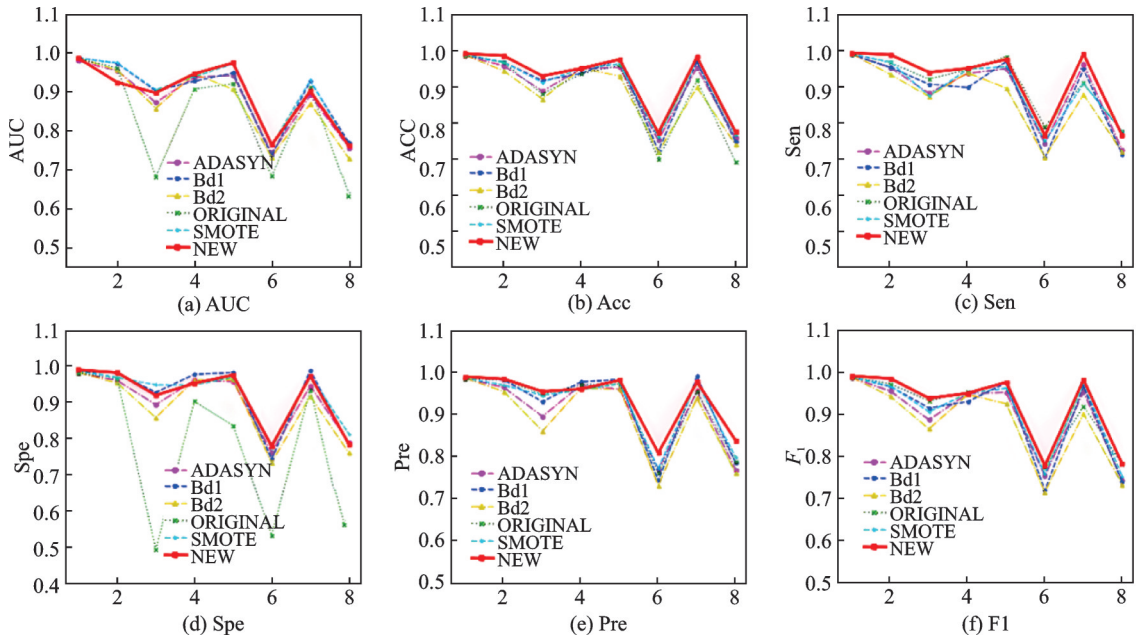 1.1
1.0
0.9
0.8
0.7
0.6
0.5
AUC
ADASYN
Bd1
Bd2
ORIGINAL
SMOTE
NEW
2 4 6 8
(a) AUC
1.1
1.0
0.9
0.8
0.7
0.6
0.5
ACC
ADASYN
Bd1
Bd2
ORIGINAL
SMOTE
NEW
2 4 6 8
(b) Acc
1.1
1.0
0.9
0.8
0.7
0.6
0.5
Sen
ADASYN
Bd1
Bd2
ORIGINAL
SMOTE
NEW
2 4 6 8
(c) Sen
1.1
1.0
0.9
0.8
0.7
0.6
0.5
0.4
Spe
ADASYN
Bd1
Bd2
ORIGINAL
SMOTE
NEW
2 4 6 8
(d) Spe
1.1
1.0
0.9
0.8
0.7
0.6
0.5
Pre
ADASYN
Bd1
Bd2
ORIGINAL
SMOTE
NEW
2 4 6 8
(e) Pre
1.1
1.0
0.9
0.8
0.7
0.6
0.5
ADASYN
Bd1
Bd2
ORIGINAL
SMOTE
NEW
2 4 6 8
(f) F1